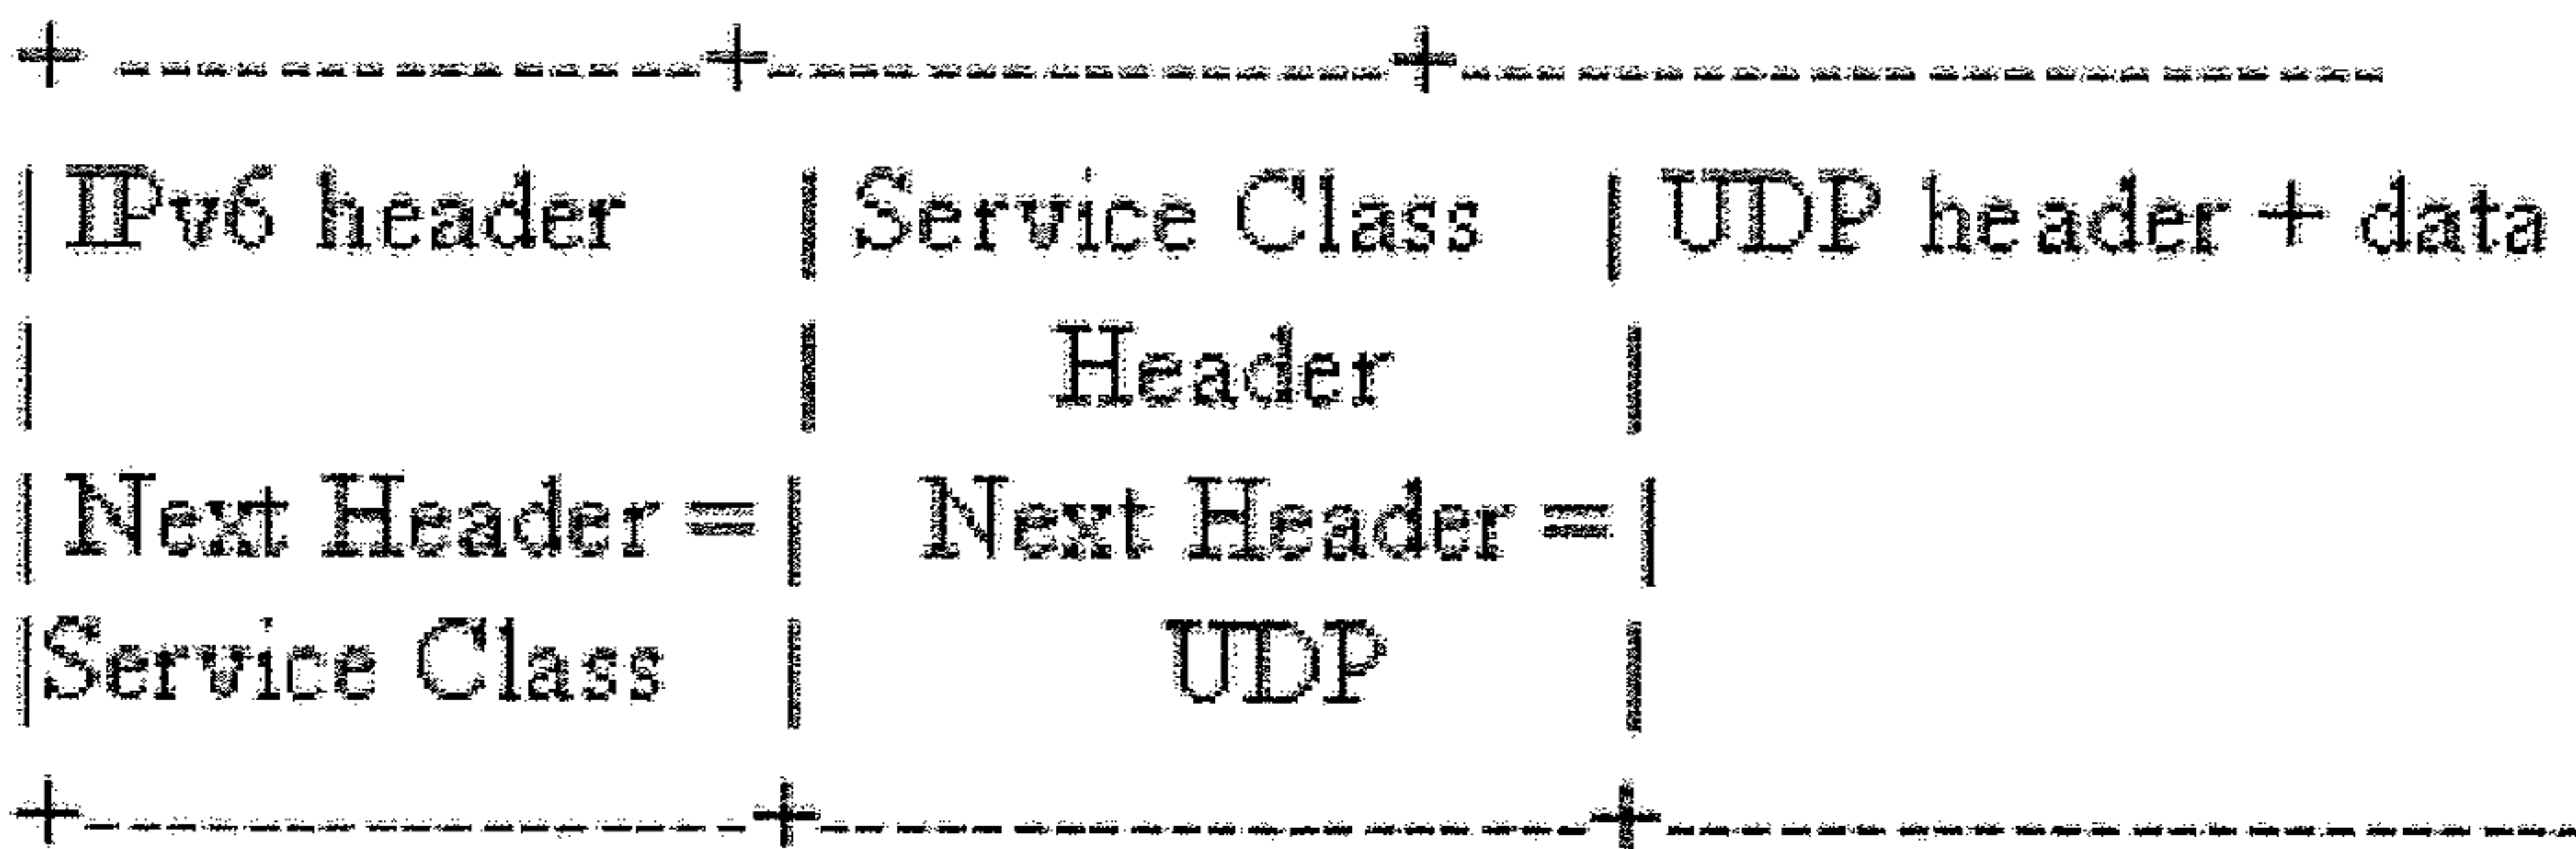 + ----------------+-----------------+------------------------
| IPv6 header | Service Class | UDP header + data
| | Header |
| Next Header = | Next Header = |
|Service Class | UDP |
+------------------+--------------------+------------------------